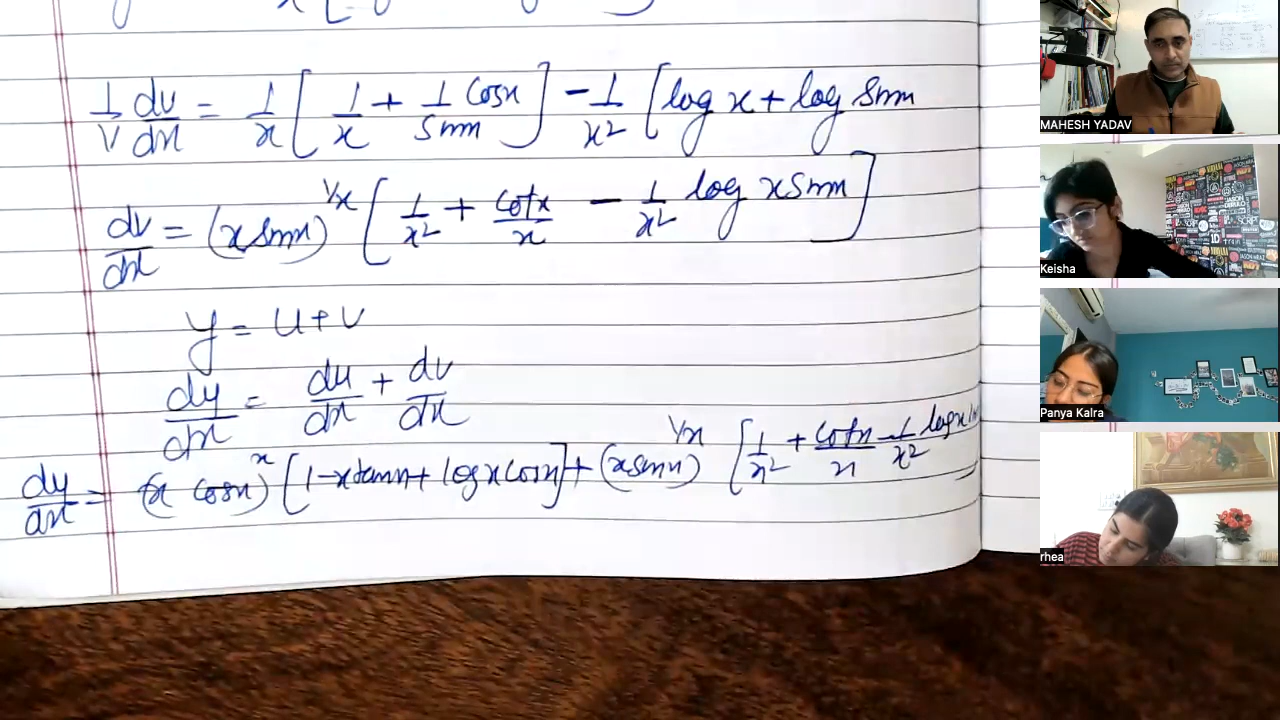 1/v dv/dx = 1/x [ 1/x + 1/sinx cosx ] - 1/x² [ log x + log sinx
dv/dx = (x sinx)^1/x [ 1/x² + cotx/x - 1/x² log x sinx ]
y = u + v
dy/dx = du/dx + dv/dx
dy/dx = (x cosx)^x [1 - x tanx + log x cosx] + (x sinx)^1/x [ 1/x² + cotx/x - 1/x² log x
MAHESH YADAV
Keisha
Panya Kalra
rhea